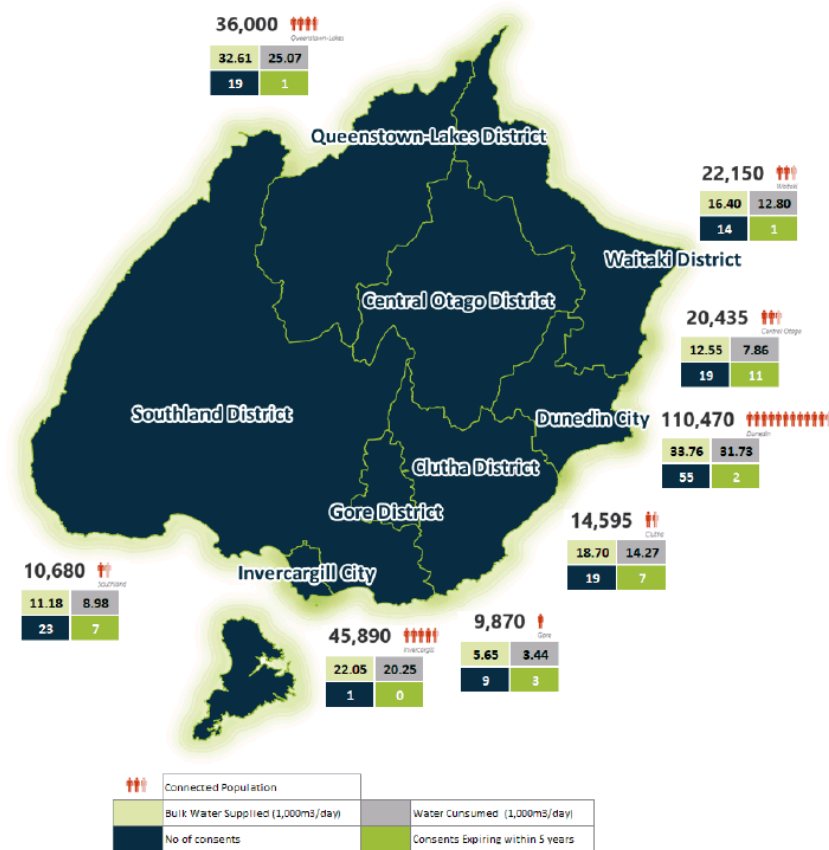 36,000
Queenstown-Lakes
32.61 25.07
19 1
Queenstown-Lakes District
22,150
Waitaki
16.40 12.80
14 1
Waitaki District
Central Otago District
20,435
Central Otago
12.55 7.86
19 11
Southland District
Dunedin City
110,470
Dunedin
33.76 31.73
55 2
Clutha District
Gore District
14,595
Clutha
18.70 14.27
19 7
Invercargill City
10,680
Southland
11.18 8.98
23 7
45,890
Invercargill
22.05 20.25
1 0
9,870
Gore
5.65 3.44
9 3
Connected Population
Bulk Water Supplied (1,000m3/day) Water Cunsumed (1,000m3/day)
No of consents Consents Expiring within 5 years